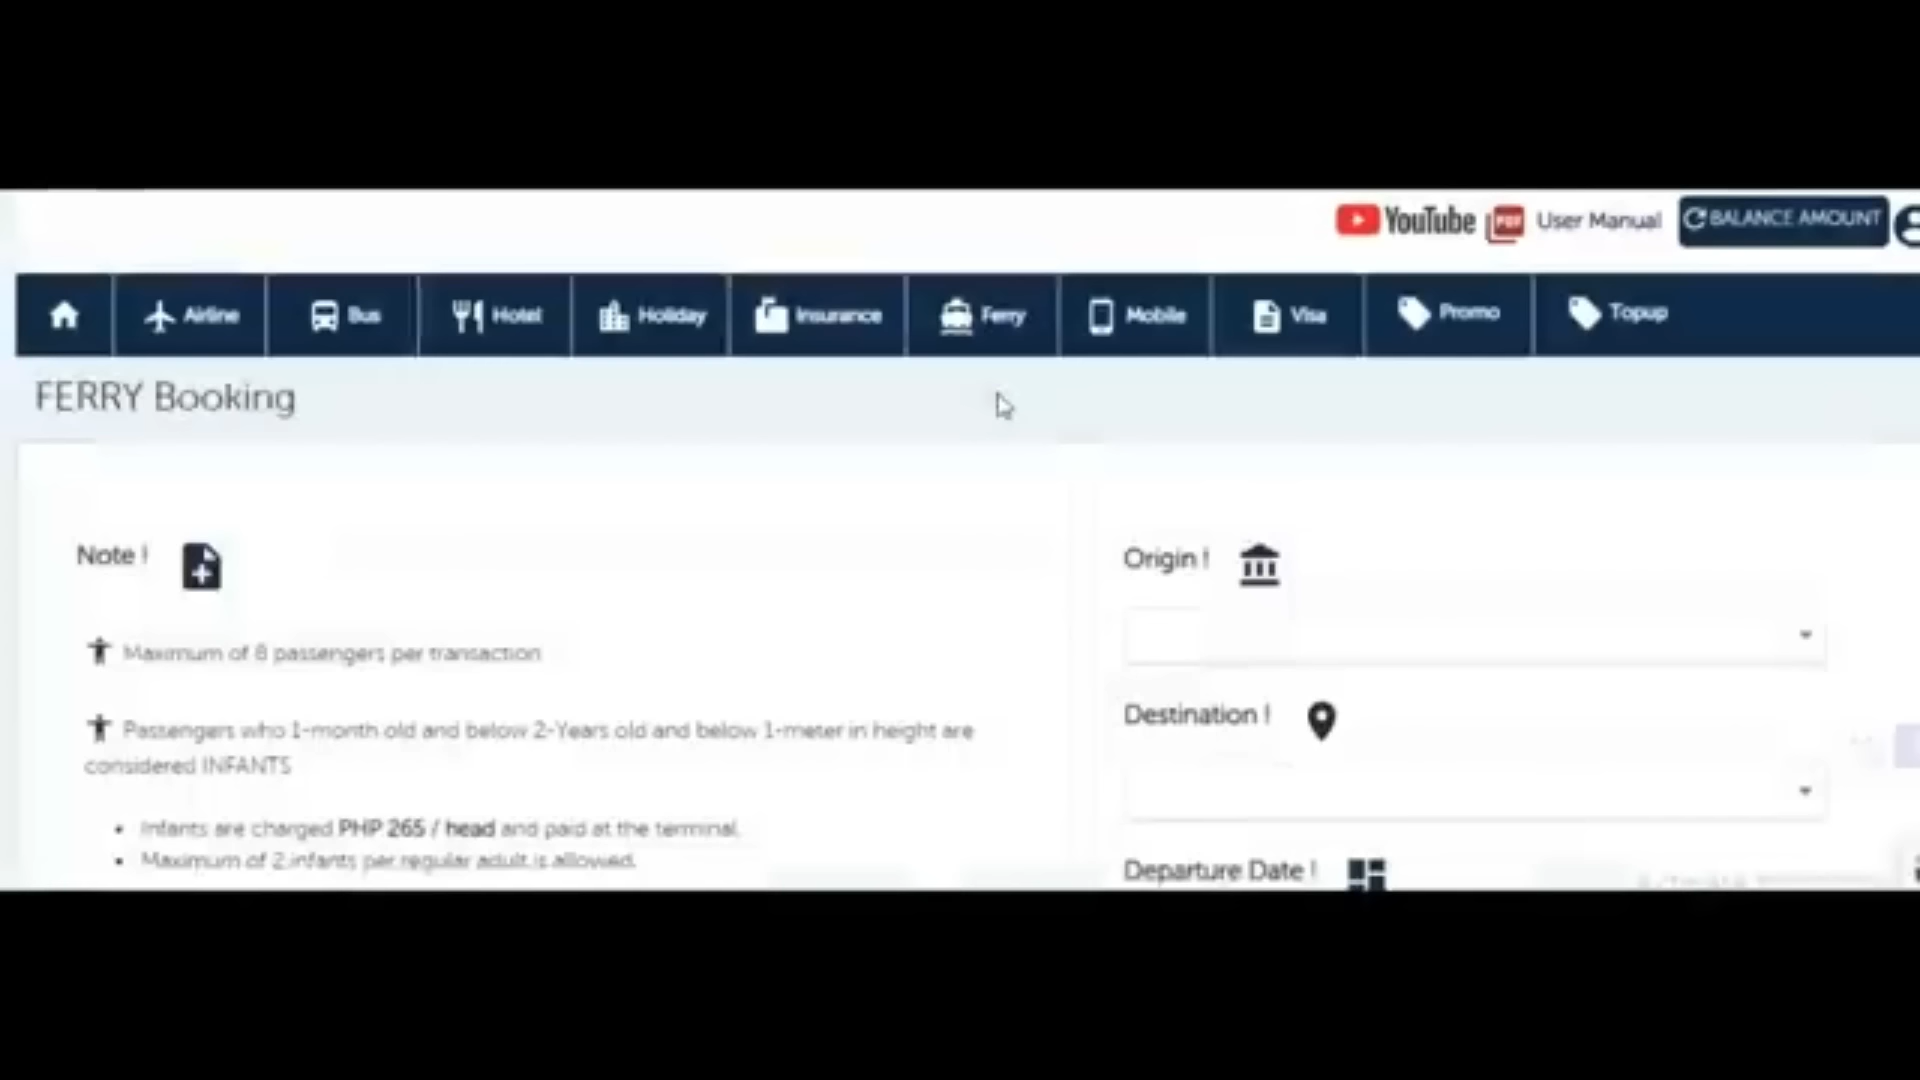 YouTube PDF User Manual BALANCE AMOUNT
Airline Bus Hotel Holiday Insurance Ferry Mobile Visa Promo Topup
FERRY Booking
Note !
Maximum of 8 passengers per transaction
Passengers who 1-month old and below 2-Years old and below 1-meter in height are
considered INFANTS
Infants are charged PHP 265 / head and paid at the terminal.
Maximum of 2 infants per regular adult is allowed.
Origin !
Destination !
Departure Date !